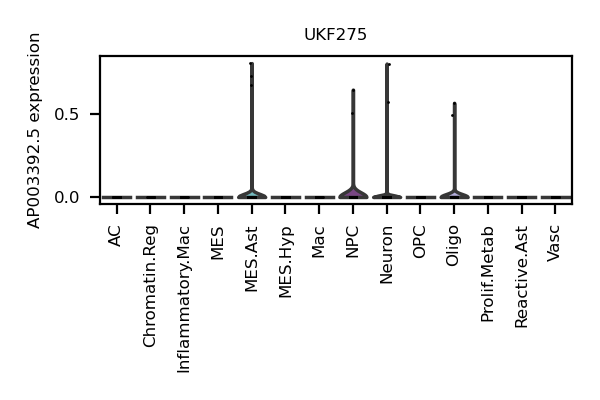 UKF275
AP003392.5 expression
0.5
0.0
AC
Chromatin.Reg
Inflammatory.Mac
MES
MES.Ast
MES.Hyp
Mac
NPC
Neuron
OPC
Oligo
Prolif.Metab
Reactive.Ast
Vasc